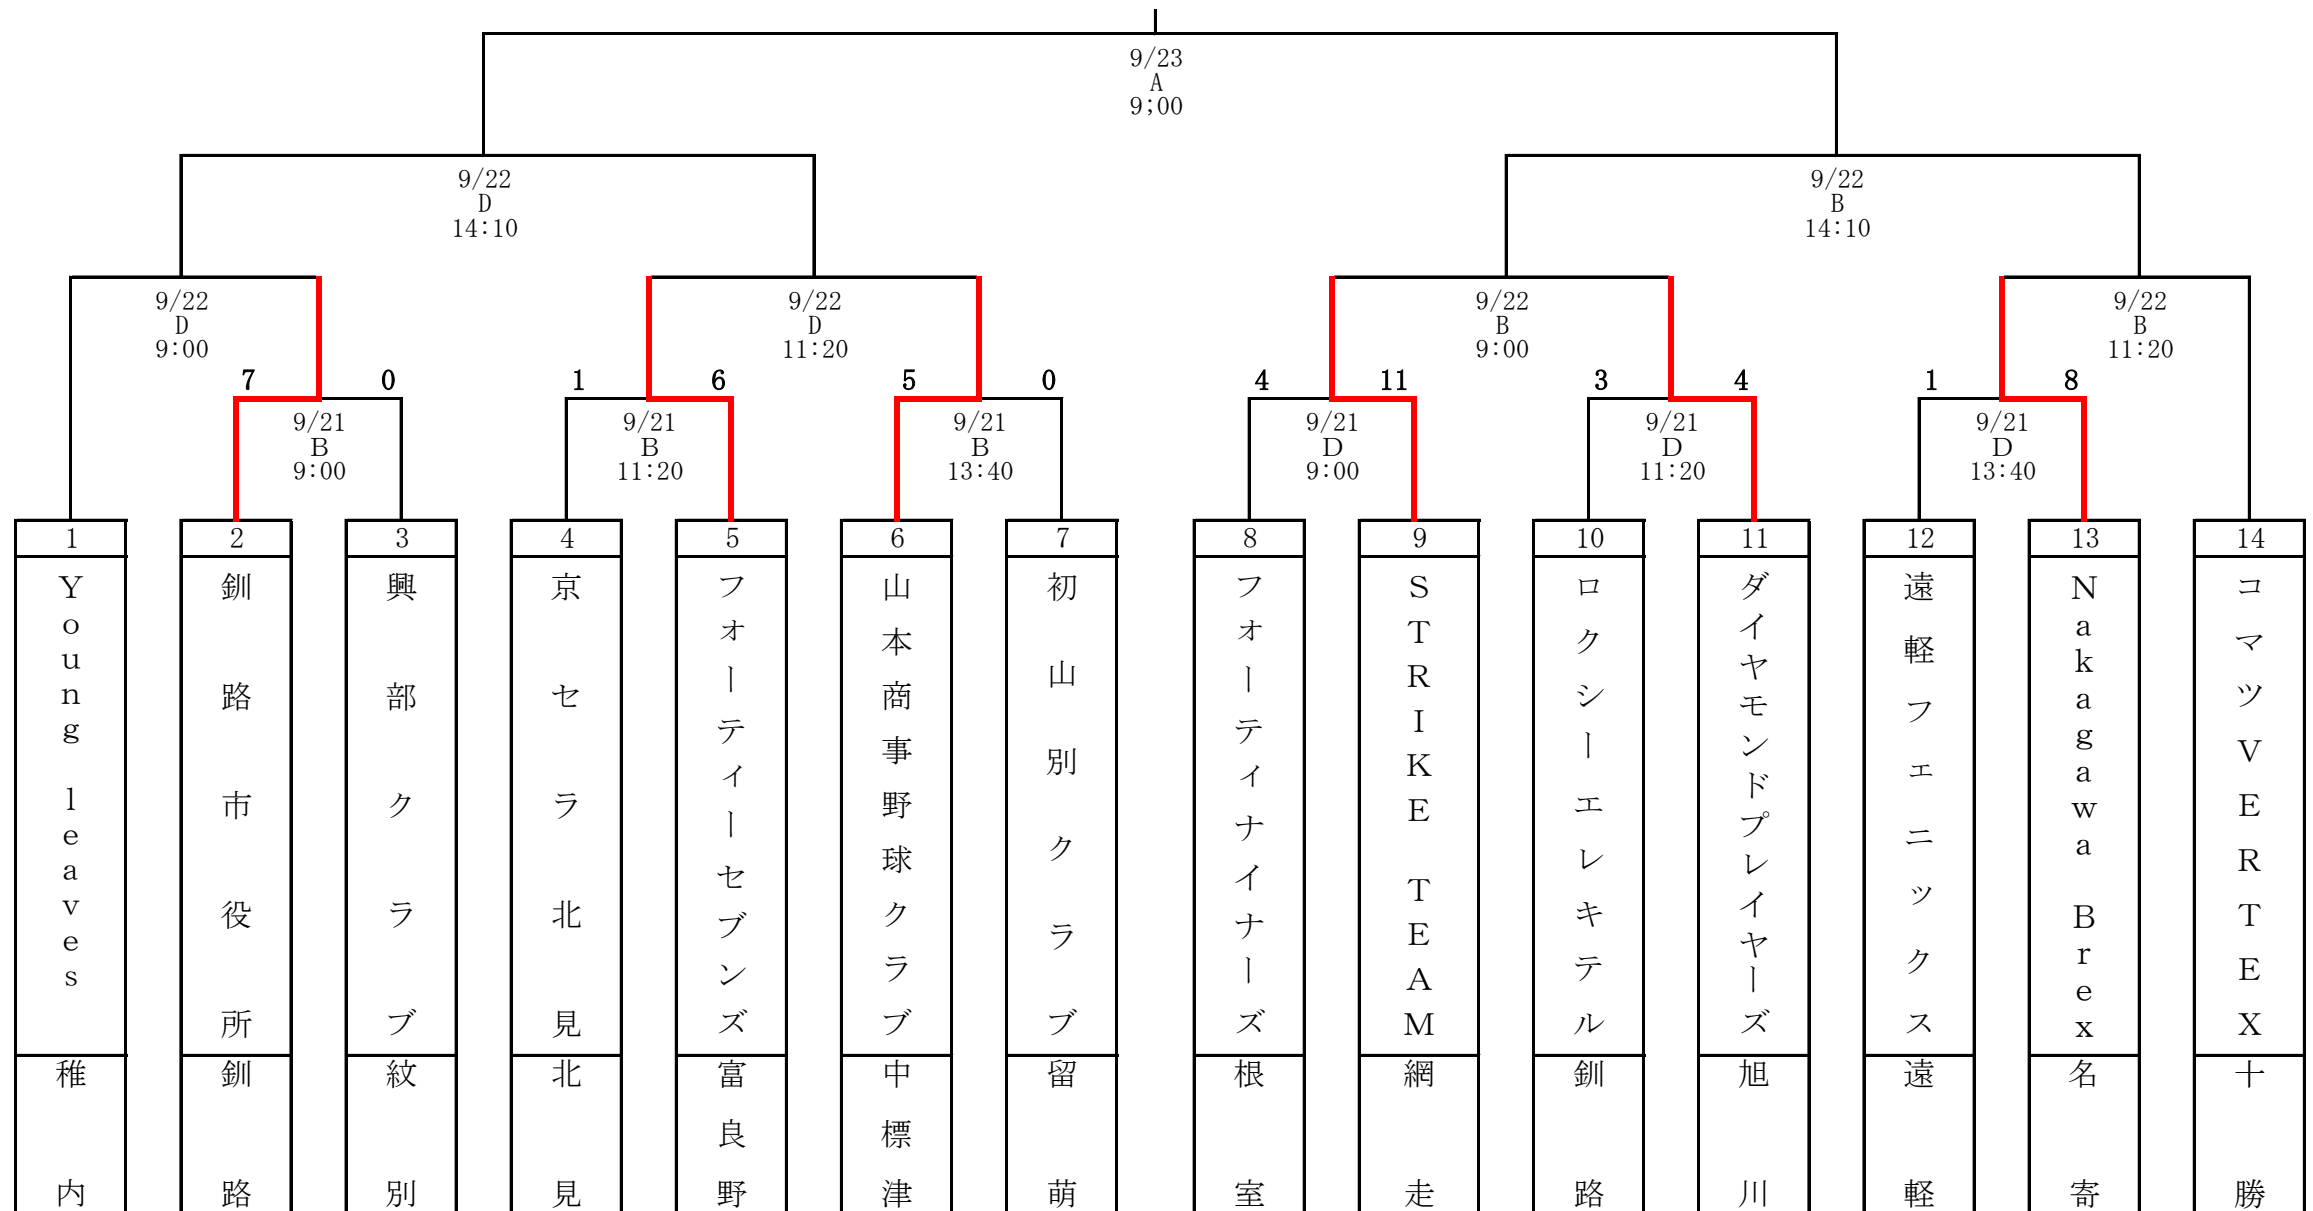 9/23
A
9;00
9/22
D
14:10
9/22
B
14:10
9/22
D
9:00
9/22
D
11:20
9/22
B
9:00
9/22
B
11:20
7 0 1 6 5 0 4 11 3 4 1 8
9/21
B
9:00
9/21
B
11:20
9/21
B
13:40
9/21
D
9:00
9/21
D
11:20
9/21
D
13:40
1
Young leaves
稚内
2
釧路市役所
釧路
3
興部クラブ
紋別
4
京セラ北見
北見
5
フォーティーセブンズ
富良野
6
山本商事野球クラブ
中標津
7
初山別クラブ
留萌
8
フォーティナイナーズ
根室
9
STRIKE TEAM
網走
10
ロクシーエレキテル
釧路
11
ダイヤモンドプレイヤーズ
旭川
12
遠軽フェニックス
遠軽
13
Nakagawa Brex
名寄
14
コマツVERTEX
十勝